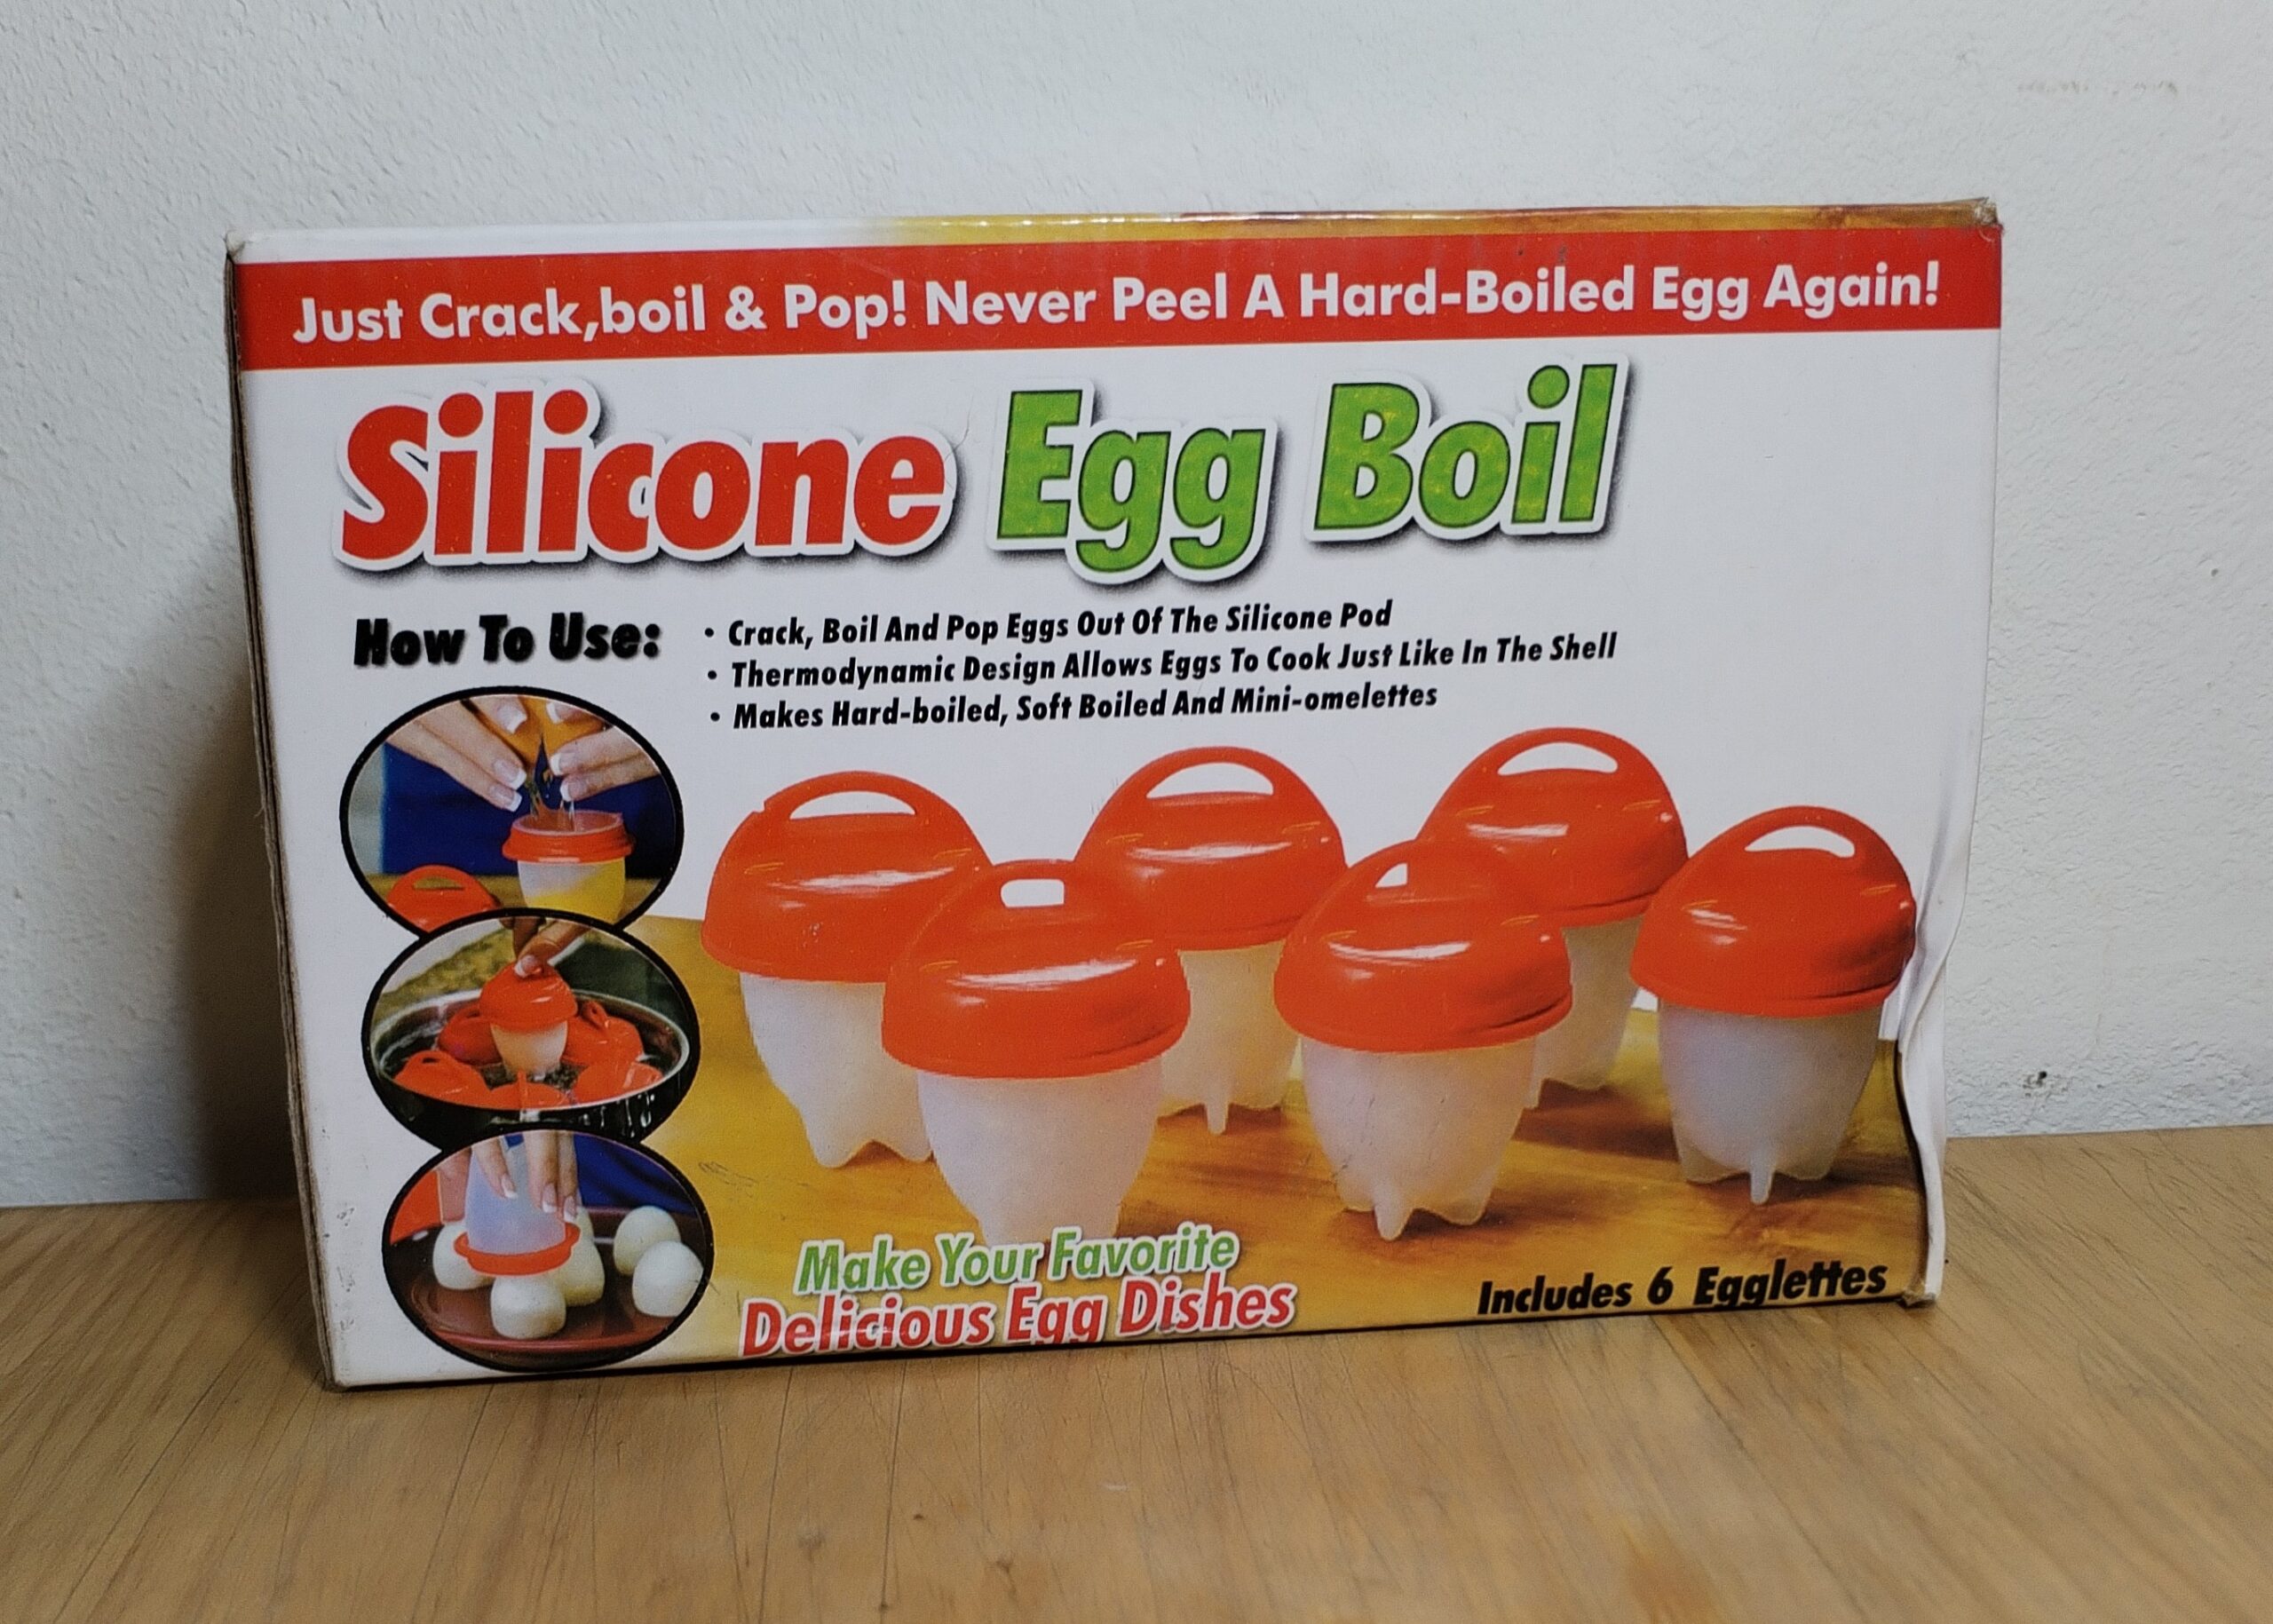 Just Crack,boil & Pop! Never Peel A Hard-Boiled Egg Again!
Silicone Egg Boil
How To Use:
• Crack, Boil And Pop Eggs Out Of The Silicone Pod
• Thermodynamic Design Allows Eggs To Cook Just Like In The Shell
• Makes Hard-boiled, Soft Boiled And Mini-omelettes
Make Your Favorite
Delicious Egg Dishes
Includes 6 Egglettes